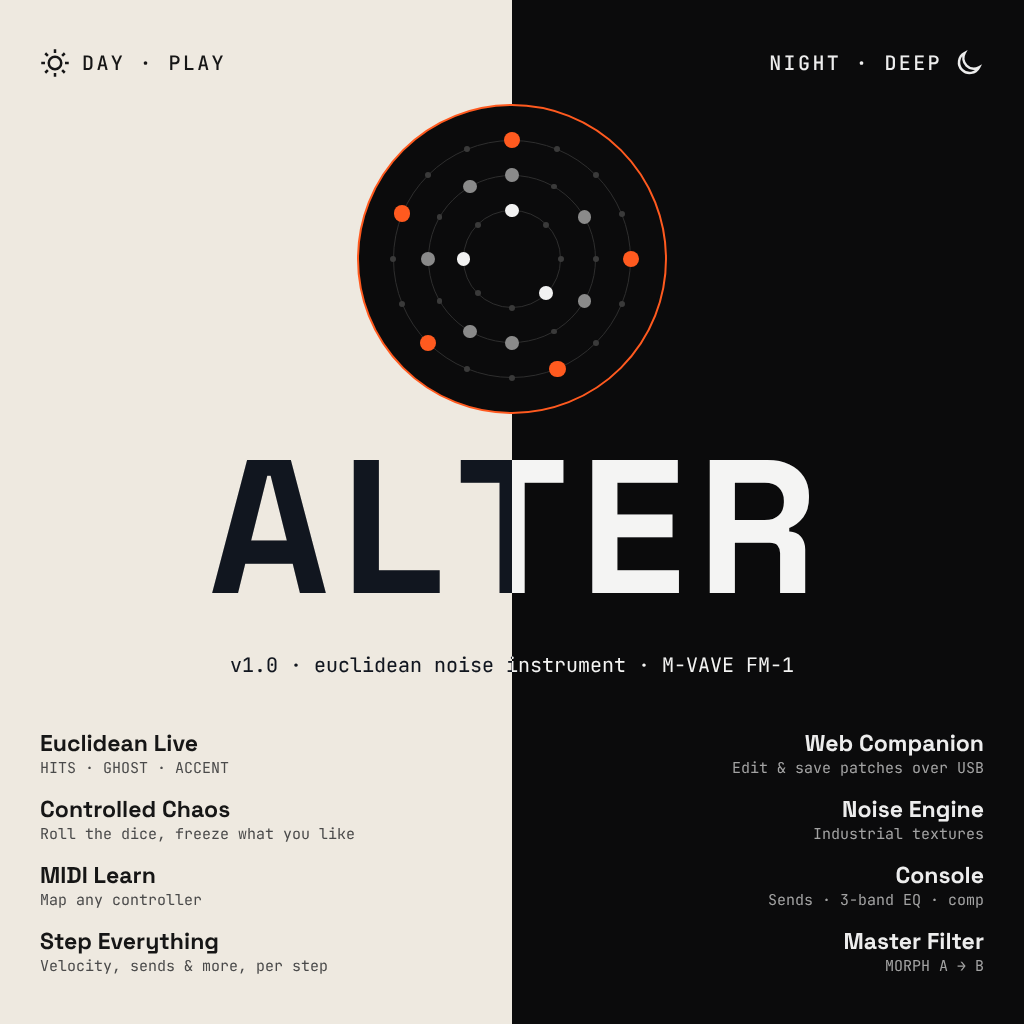 DAY · PLAY
NIGHT · DEEP
ALTER
v1.0 · euclidean noise instrument · M-VAVE FM-1
Euclidean Live
HITS · GHOST · ACCENT
Controlled Chaos
Roll the dice, freeze what you like
MIDI Learn
Map any controller
Step Everything
Velocity, sends & more, per step
Web Companion
Edit & save patches over USB
Noise Engine
Industrial textures
Console
Sends · 3-band EQ · comp
Master Filter
MORPH A → B